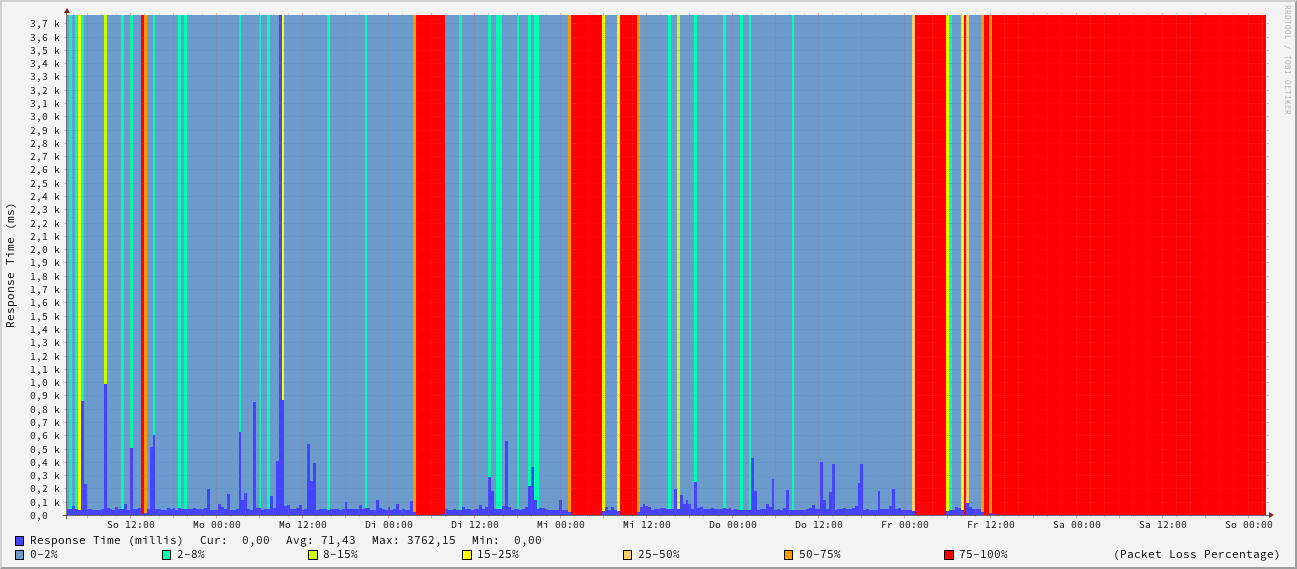 3,7 k
3,6 k
3,5 k
3,4 k
3,3 k
3,2 k
3,1 k
3,0 k
2,9 k
2,8 k
2,7 k
2,6 k
2,5 k
2,4 k
2,3 k
2,2 k
2,1 k
2,0 k
1,9 k
1,8 k
1,7 k
1,6 k
1,5 k
1,4 k
1,3 k
1,2 k
1,1 k
1,0 k
0,9 k
0,8 k
0,7 k
0,6 k
0,5 k
0,4 k
0,3 k
0,2 k
0,1 k
0,0
Response Time (ms)
RRDTOOL / TOBI OETIKER
So 12:00 Mo 00:00 Mo 12:00 Di 00:00 Di 12:00 Mi 00:00 Mi 12:00 Do 00:00 Do 12:00 Fr 00:00 Fr 12:00 Sa 00:00 Sa 12:00 So 00:00
Response Time (millis) Cur: 0,00 Avg: 71,43 Max: 3762,15 Min: 0,00
0-2% 2-8% 8-15% 15-25% 25-50% 50-75% 75-100% (Packet Loss Percentage)